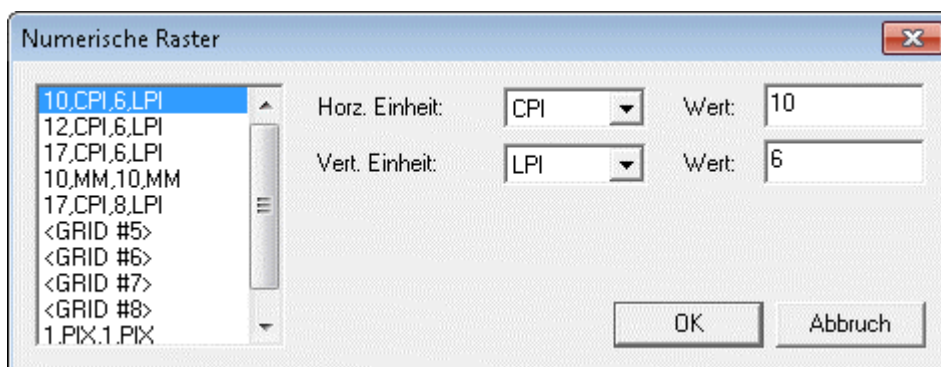 Numerische Raster
10,CPI,6,LPI
12,CPI,6,LPI
17,CPI,6,LPI
10,MM,10,MM
17,CPI,8,LPI
<GRID #5>
<GRID #6>
<GRID #7>
<GRID #8>
1,PIX,1,PIX
Horz. Einheit: CPI Wert: 10
Vert. Einheit: LPI Wert: 6
OK Abbruch